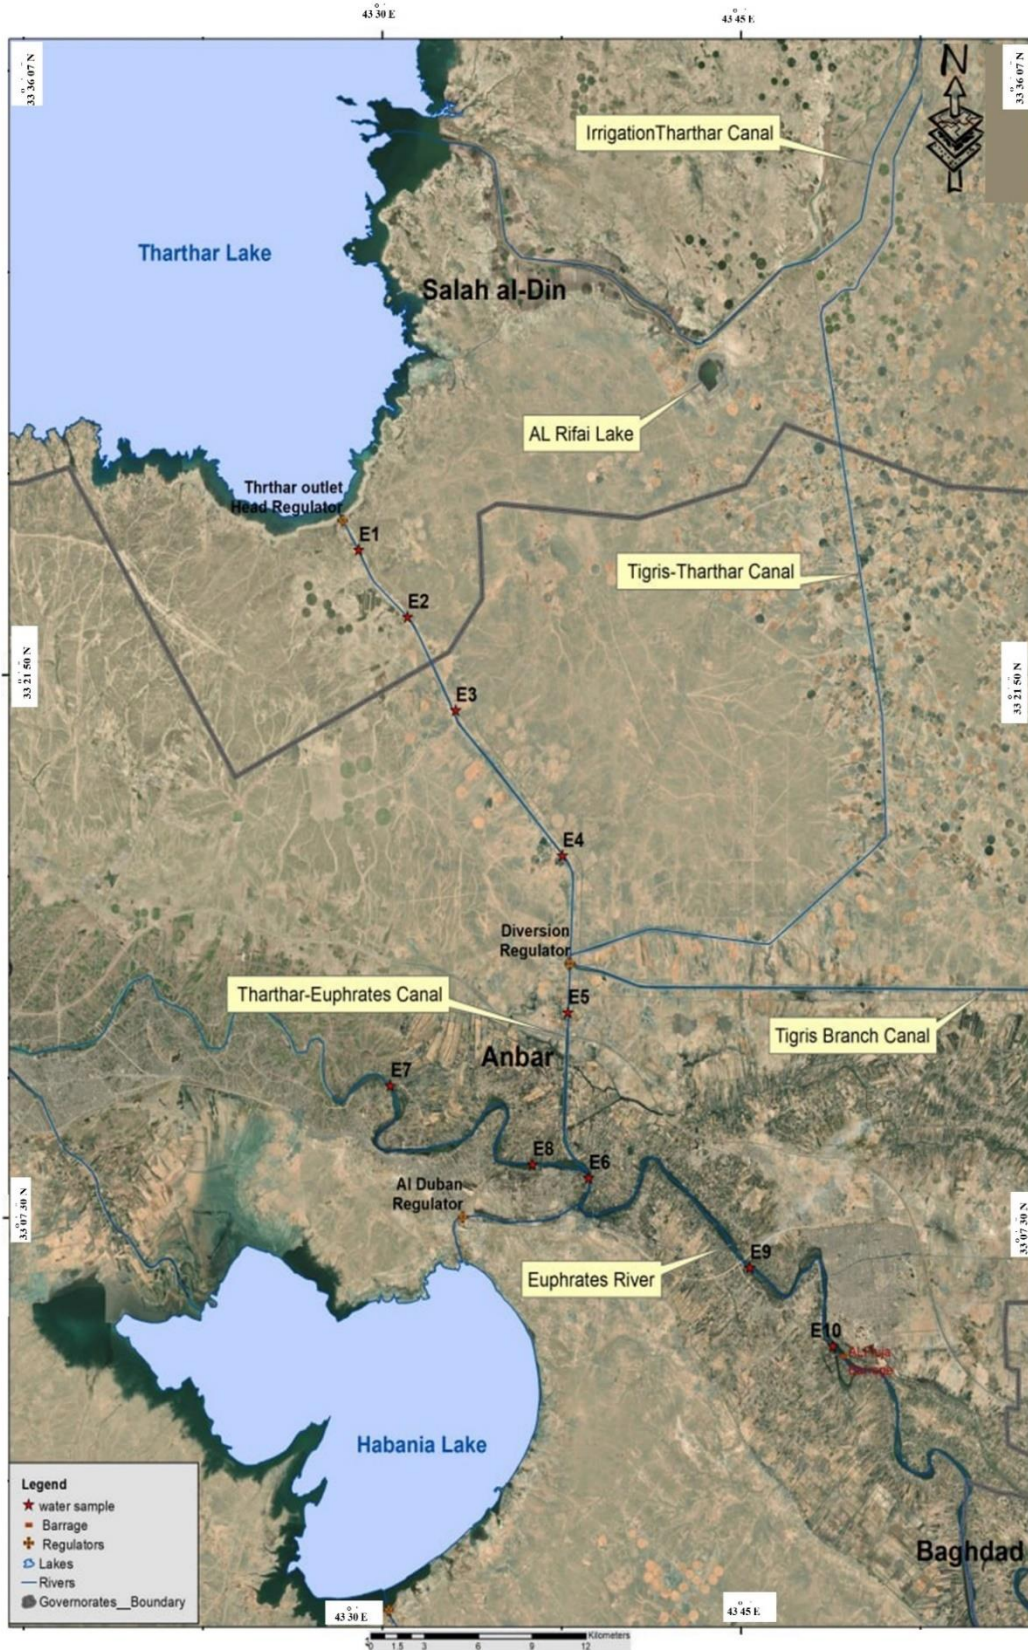 43 30 E
43 45 E
33 36 07 N
33 36 07 N
N
IrrigationTharthar Canal
Tharthar Lake
Salah al-Din
AL Rifai Lake
Thrthar outlet
Head Regulator
E1
Tigris-Tharthar Canal
E2
33 21 50 N
33 21 50 N
E3
E4
Diversion
Regulator
Tharthar-Euphrates Canal
E5
Tigris Branch Canal
Anbar
E7
E8
E6
Al Duban
Regulator
33 07 30 N
33 07 30 N
E9
Euphrates River
E10
Habania Lake
Legend
water sample
Barrage
Regulators
Lakes
Rivers
Governorates__Boundary
Baghdad
43 30 E
43 45 E
Kilometers
0 1.5 3 6 9 12